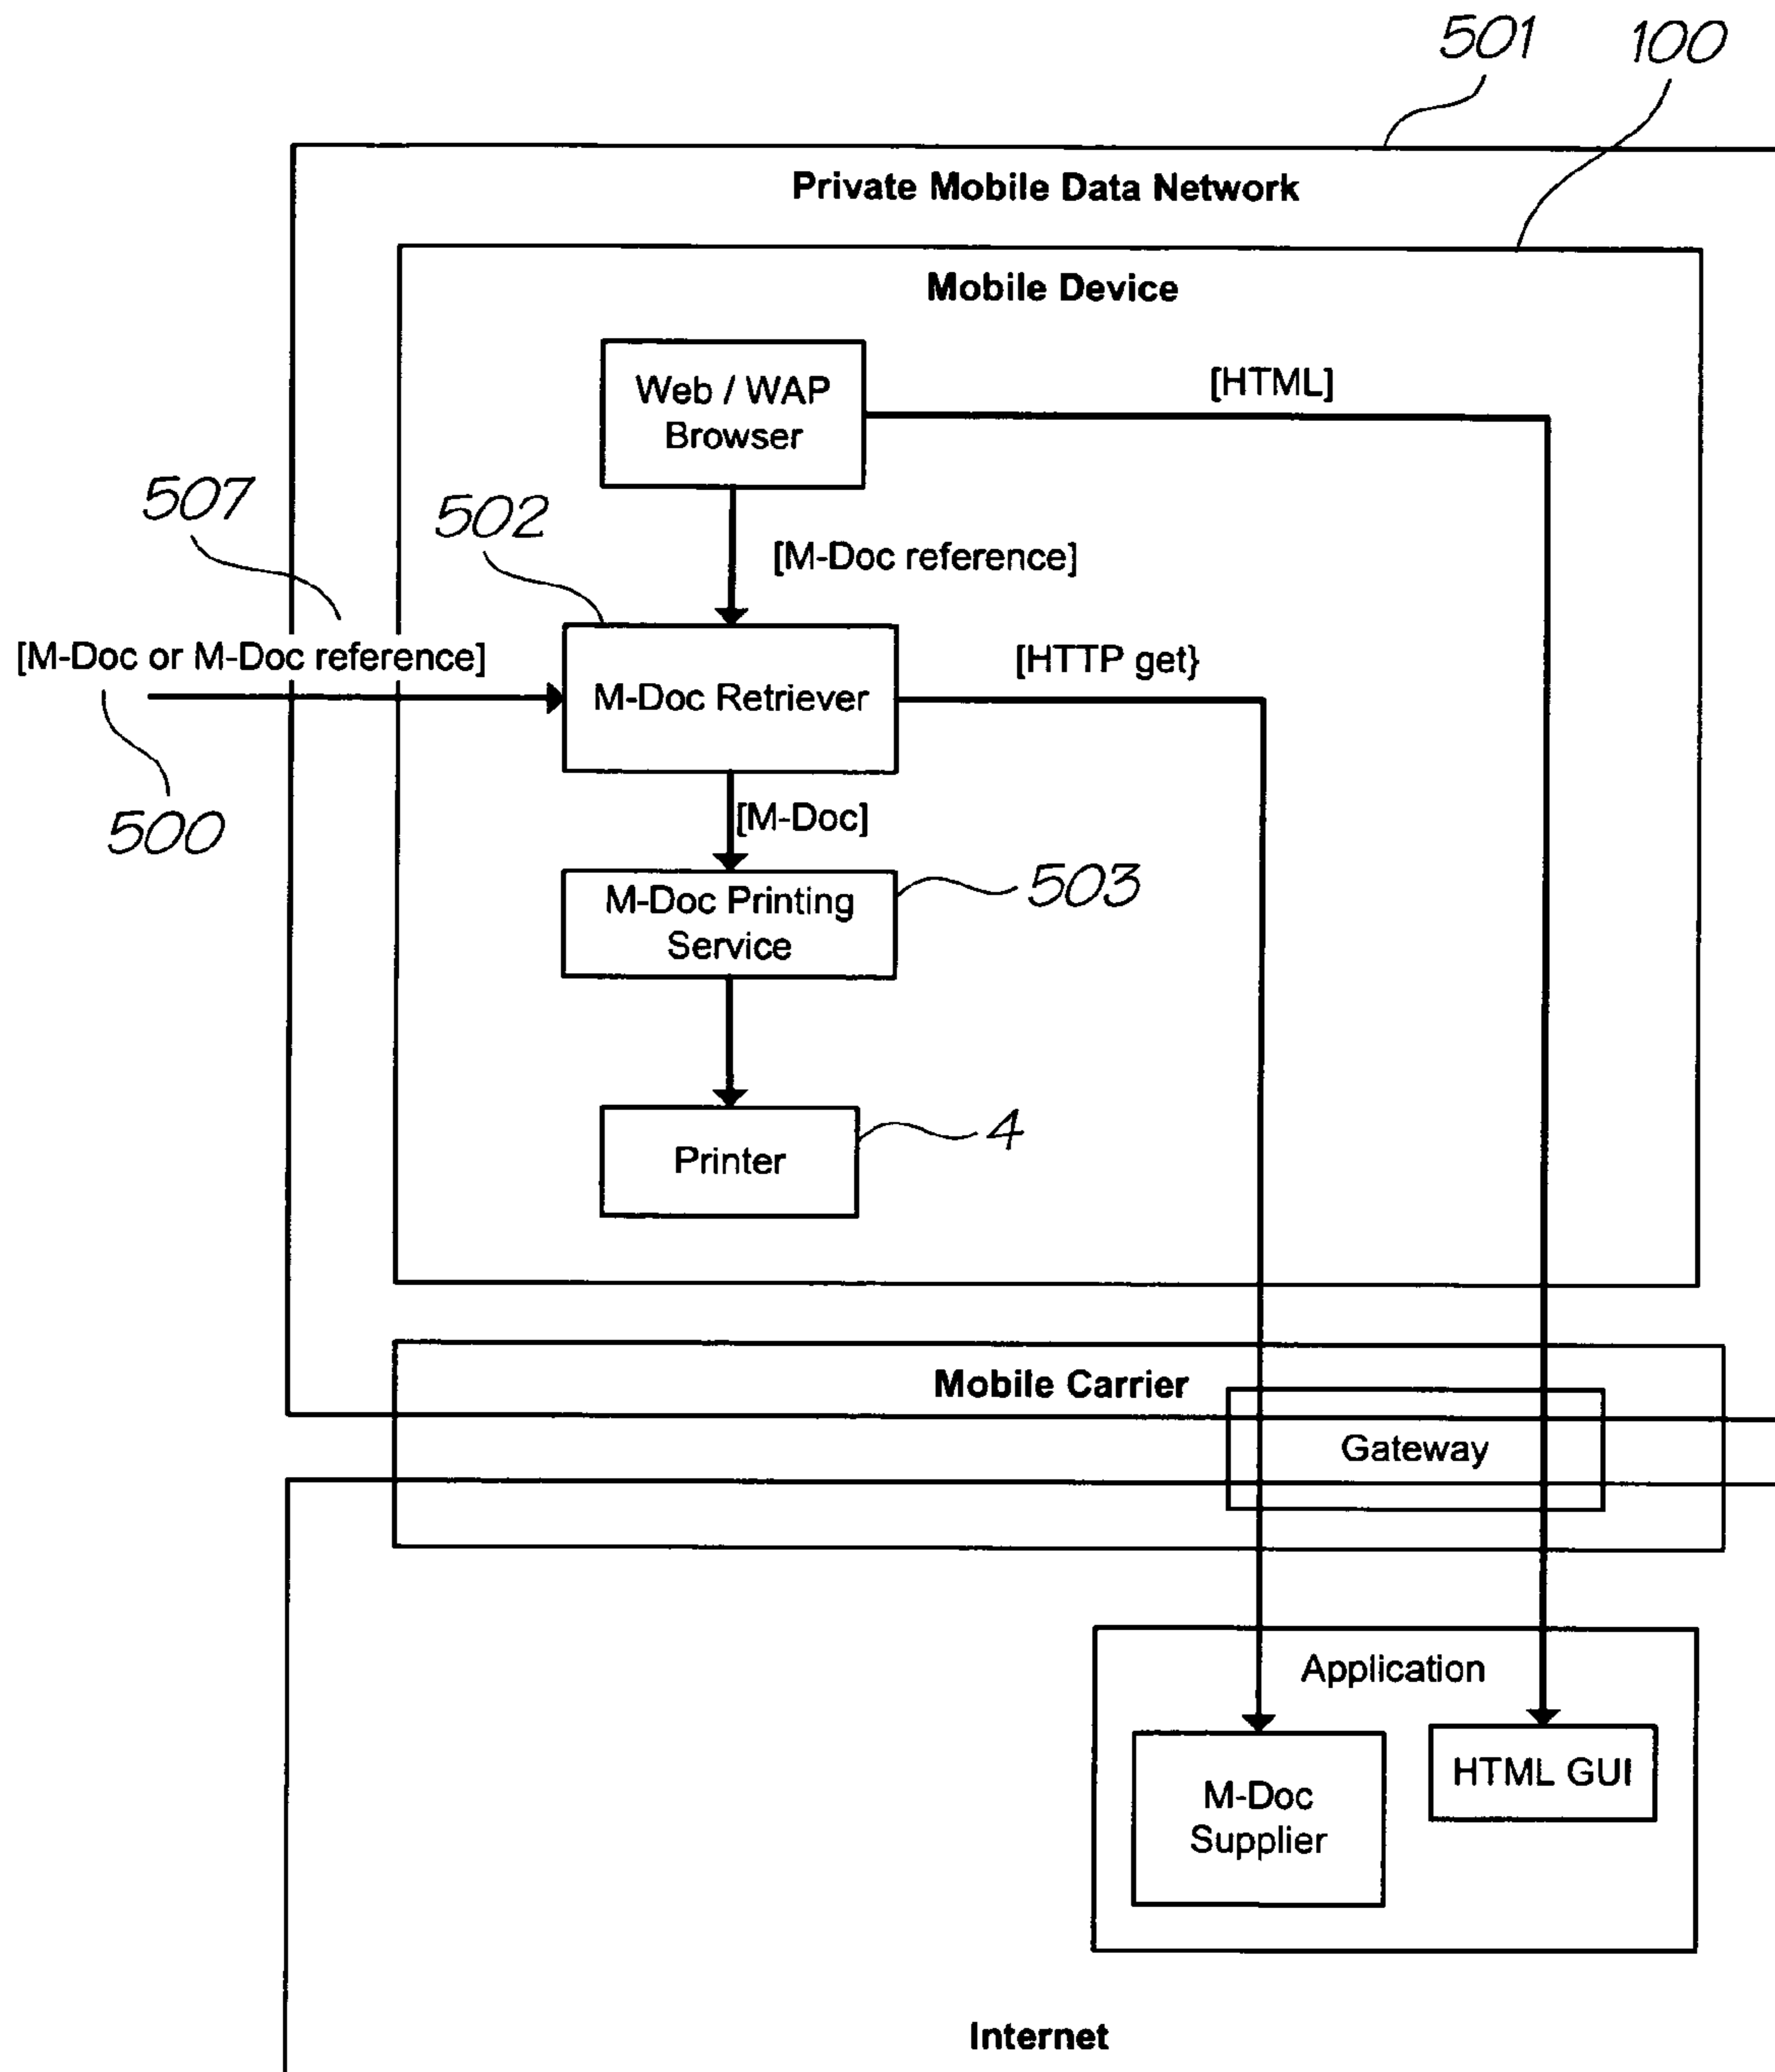 501
100
Private Mobile Data Network
Mobile Device
Web / WAP
Browser
[HTML]
507
502
[M-Doc reference]
[M-Doc or M-Doc reference]
M-Doc Retriever
[HTTP get}
500
[M-Doc]
M-Doc Printing
Service
503
Printer
4
Mobile Carrier
Gateway
Application
M-Doc
Supplier
HTML GUI
Internet